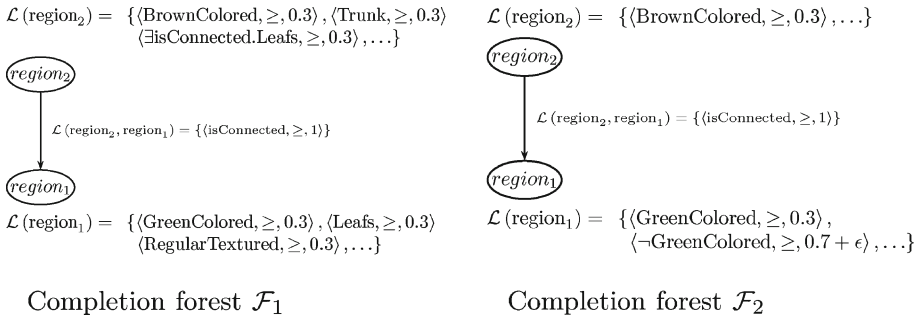 ℒ (region₂) = {⟨BrownColored, ≥, 0.3⟩ , ⟨Trunk, ≥, 0.3⟩
⟨∃isConnected.Leafs, ≥, 0.3⟩ , …}
region₂
ℒ (region₂, region₁) = {⟨isConnected, ≥, 1⟩}
region₁
ℒ (region₁) = {⟨GreenColored, ≥, 0.3⟩ , ⟨Leafs, ≥, 0.3⟩
⟨RegularTextured, ≥, 0.3⟩ , …}
Completion forest ℱ₁
ℒ (region₂) = {⟨BrownColored, ≥, 0.3⟩ , …}
region₂
ℒ (region₂, region₁) = {⟨isConnected, ≥, 1⟩}
region₁
ℒ (region₁) = {⟨GreenColored, ≥, 0.3⟩ ,
⟨¬GreenColored, ≥, 0.7 + ϵ⟩ , …}
Completion forest ℱ₂